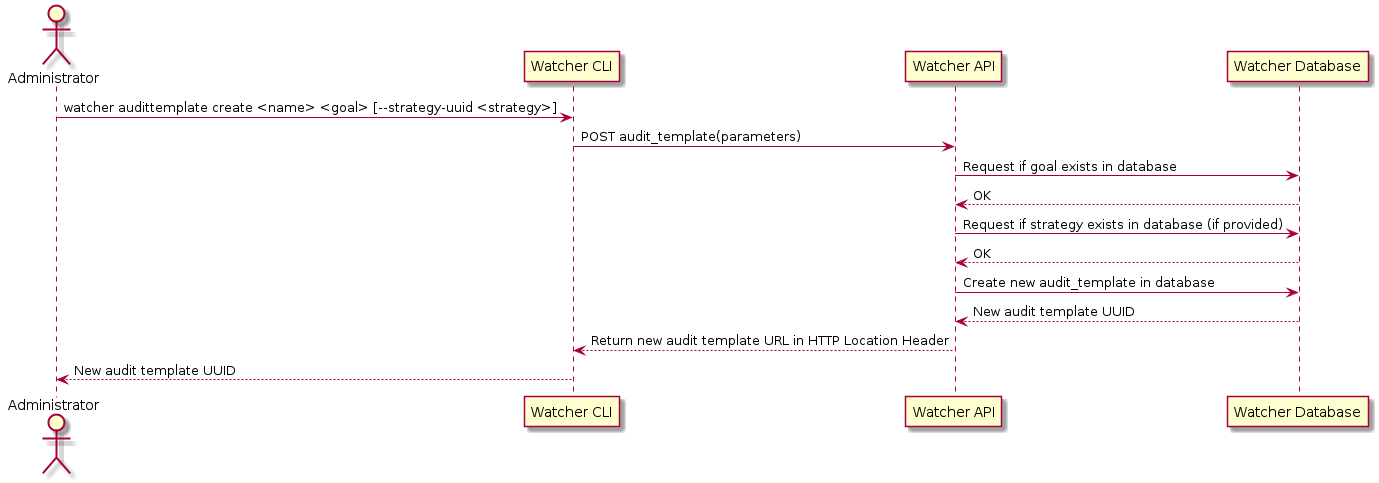 Administrator
Watcher CLI
Watcher API
Watcher Database
watcher audittemplate create <name> <goal> [--strategy-uuid <strategy>]
POST audit_template(parameters)
Request if goal exists in database
OK
Request if strategy exists in database (if provided)
OK
Create new audit_template in database
New audit template UUID
Return new audit template URL in HTTP Location Header
New audit template UUID
Administrator
Watcher CLI
Watcher API
Watcher Database